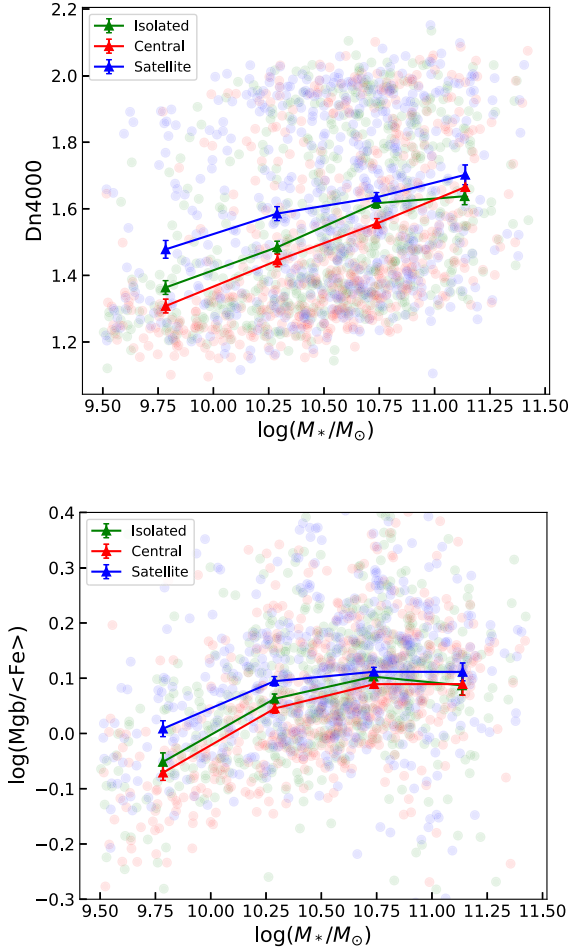 2.2
2.0
1.8
1.6
1.4
1.2
Dn4000
Isolated
Central
Satellite
9.50 9.75 10.00 10.25 10.50 10.75 11.00 11.25 11.50
log(M*/M⊙)
0.4
0.3
0.2
0.1
0.0
−0.1
−0.2
−0.3
log(Mgb/<Fe>)
Isolated
Central
Satellite
9.50 9.75 10.00 10.25 10.50 10.75 11.00 11.25 11.50
log(M*/M⊙)